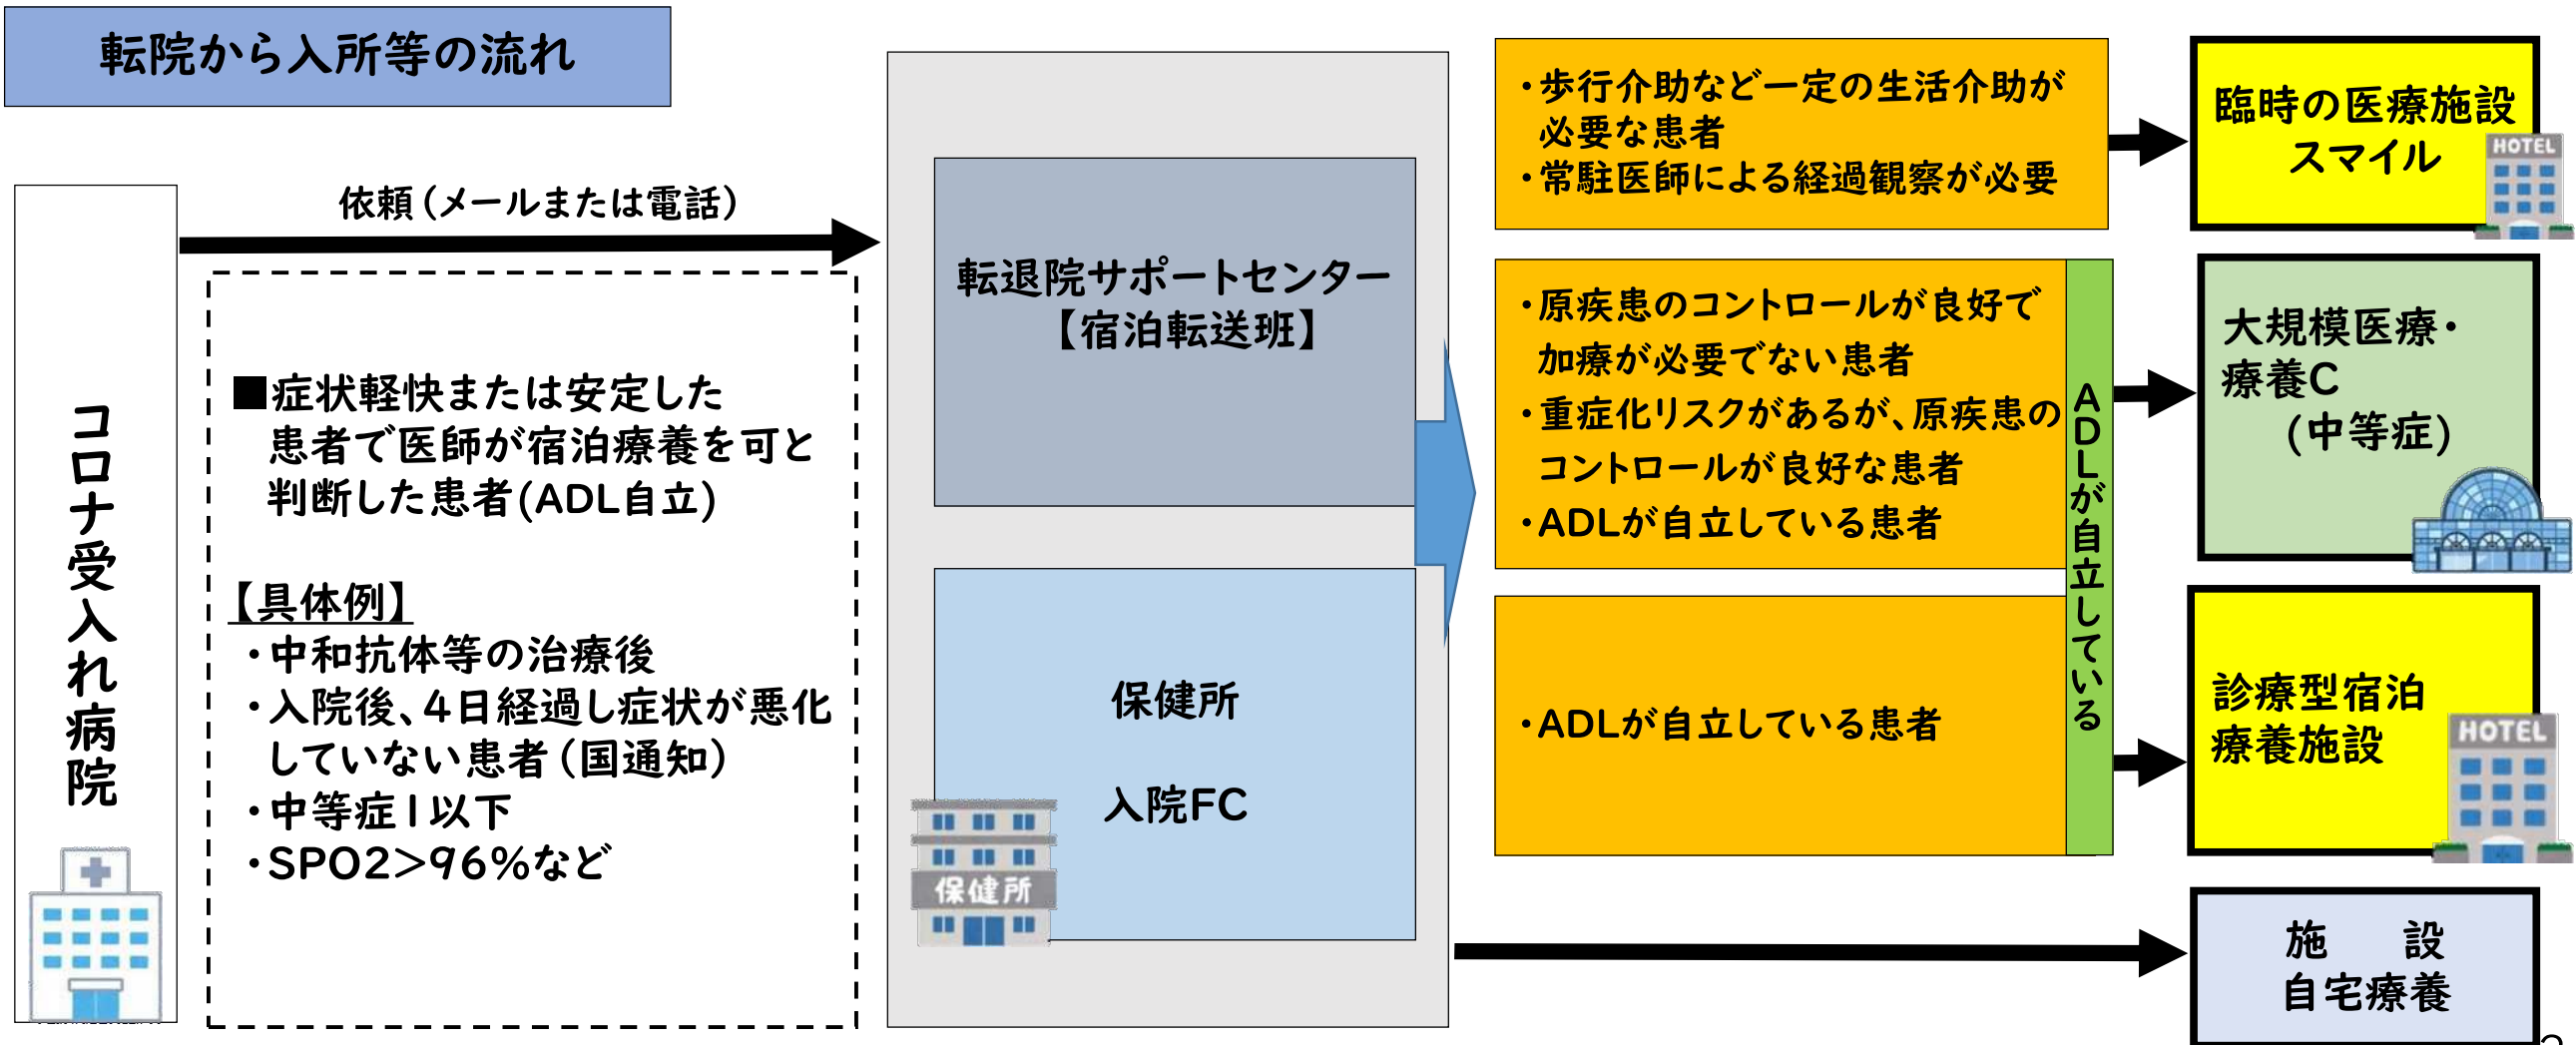 転院から入所等の流れ
コロナ受入れ病院
依頼（メールまたは電話）
■症状軽快または安定した
患者で医師が宿泊療養を可と
判断した患者(ADL自立)
【具体例】
・中和抗体等の治療後
・入院後、4日経過し症状が悪化
していない患者（国通知）
・中等症Ⅰ以下
・SPO2>96%など
転退院サポートセンター
【宿泊転送班】
保健所
入院FC
保健所
・歩行介助など一定の生活介助が
必要な患者
・常駐医師による経過観察が必要
・原疾患のコントロールが良好で
加療が必要でない患者
・重症化リスクがあるが、原疾患の
コントロールが良好な患者
・ADLが自立している患者
・ADLが自立している患者
ADLが自立している
臨時の医療施設
スマイル
HOTEL
大規模医療・
療養C
(中等症)
診療型宿泊
療養施設
HOTEL
施　設
自宅療養